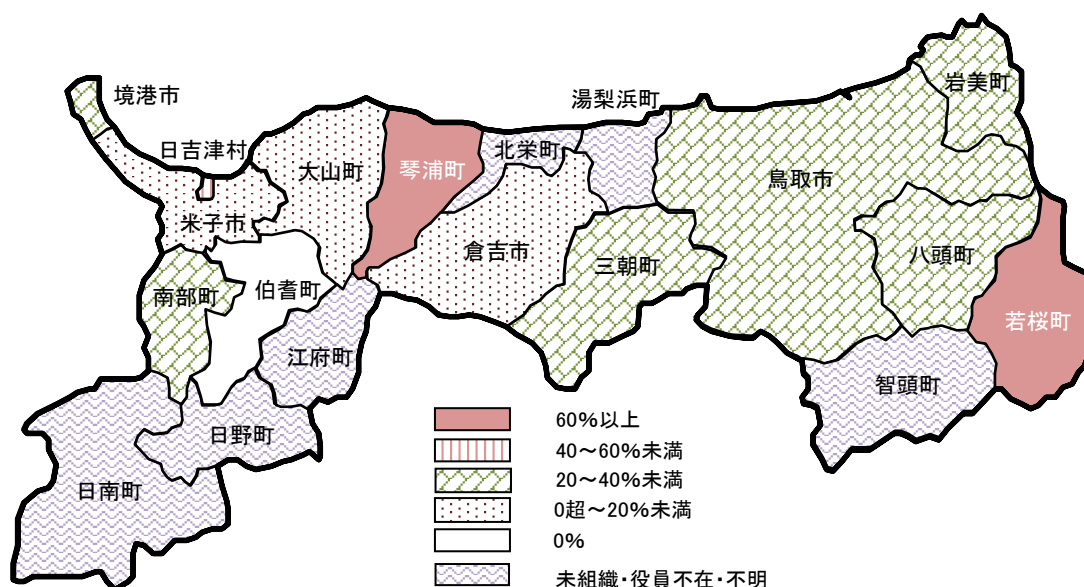 岩美町
境港市
湯梨浜町
日吉津村
北栄町
大山町
琴浦町
鳥取市
米子市
倉吉市
三朝町
八頭町
南部町
伯耆町
若桜町
江府町
智頭町
日野町
日南町
60%以上
40～60%未満
20～40%未満
0超～20%未満
0%
未組織・役員不在・不明